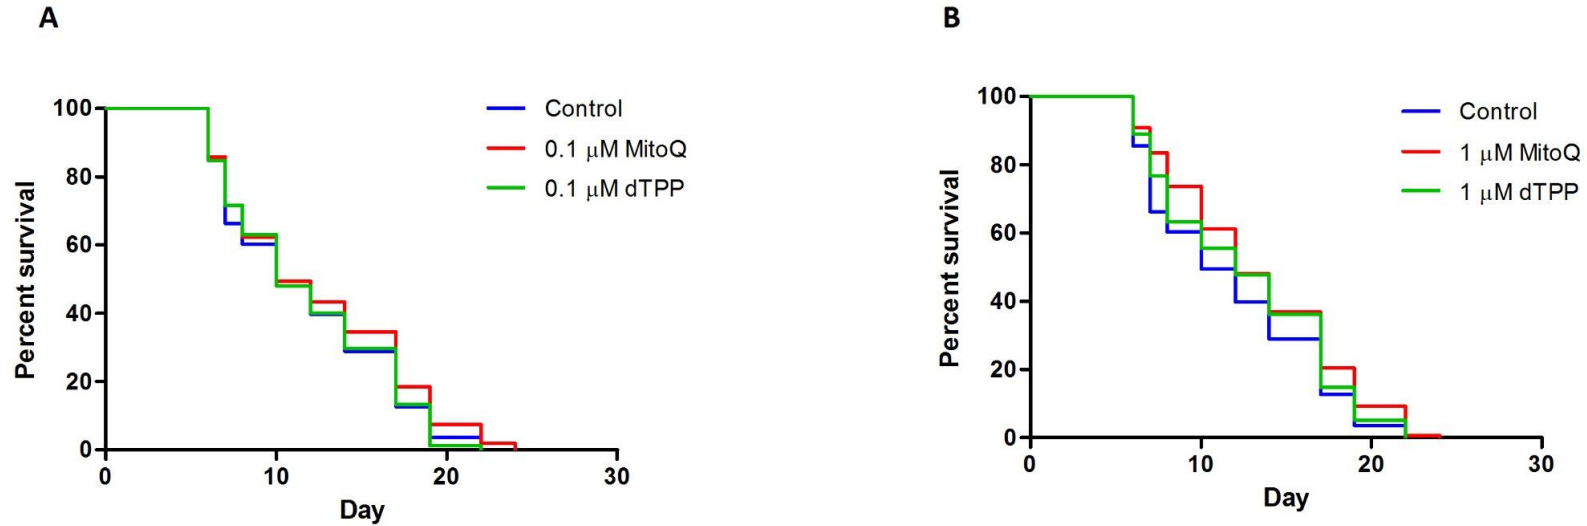 A
Percent survival
100
80
60
40
20
0
0 10 20 30
Day
Control
0.1 μM MitoQ
0.1 μM dTPP
B
Percent survival
100
80
60
40
20
0
0 10 20 30
Day
Control
1 μM MitoQ
1 μM dTPP